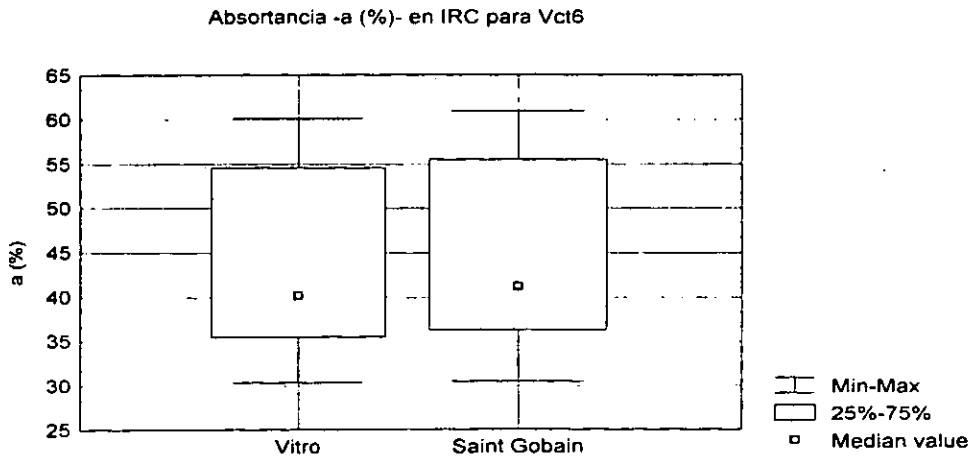 Absortancia -a (%)- en IRC para Vct6
65
60
55
50
45
40
35
30
25
a (%)
Vitro
Saint Gobain
Min-Max
25%-75%
Median value